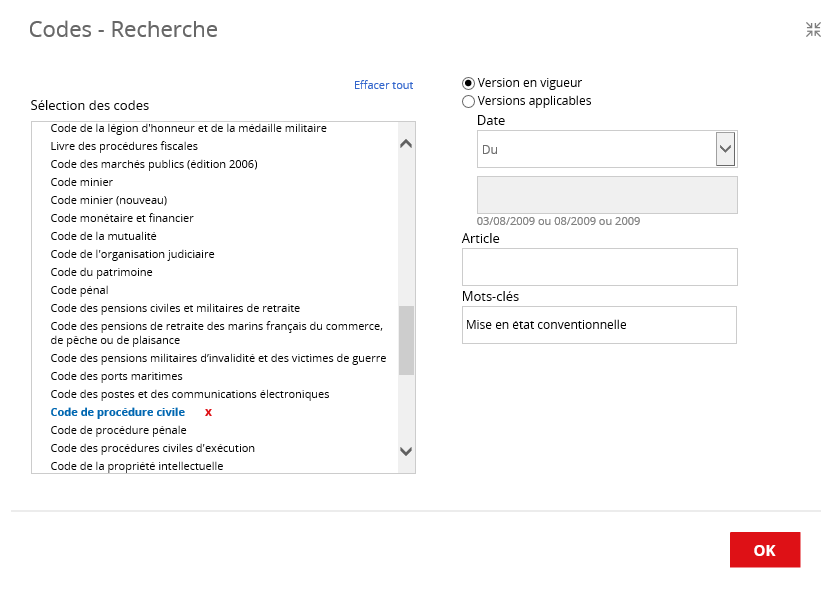 Codes - Recherche
Effacer tout
Sélection des codes
Code de la légion d'honneur et de la médaille militaire
Livre des procédures fiscales
Code des marchés publics (édition 2006)
Code minier
Code minier (nouveau)
Code monétaire et financier
Code de la mutualité
Code de l'organisation judiciaire
Code du patrimoine
Code pénal
Code des pensions civiles et militaires de retraite
Code des pensions de retraite des marins français du commerce,
de pêche ou de plaisance
Code des pensions militaires d'invalidité et des victimes de guerre
Code des ports maritimes
Code des postes et des communications électroniques
Code de procédure civile x
Code de procédure pénale
Code des procédures civiles d'exécution
Code de la propriété intellectuelle
Version en vigueur
Versions applicables
Date
Du
03/08/2009 ou 08/2009 ou 2009
Article
Mots-clés
Mise en état conventionnelle
OK